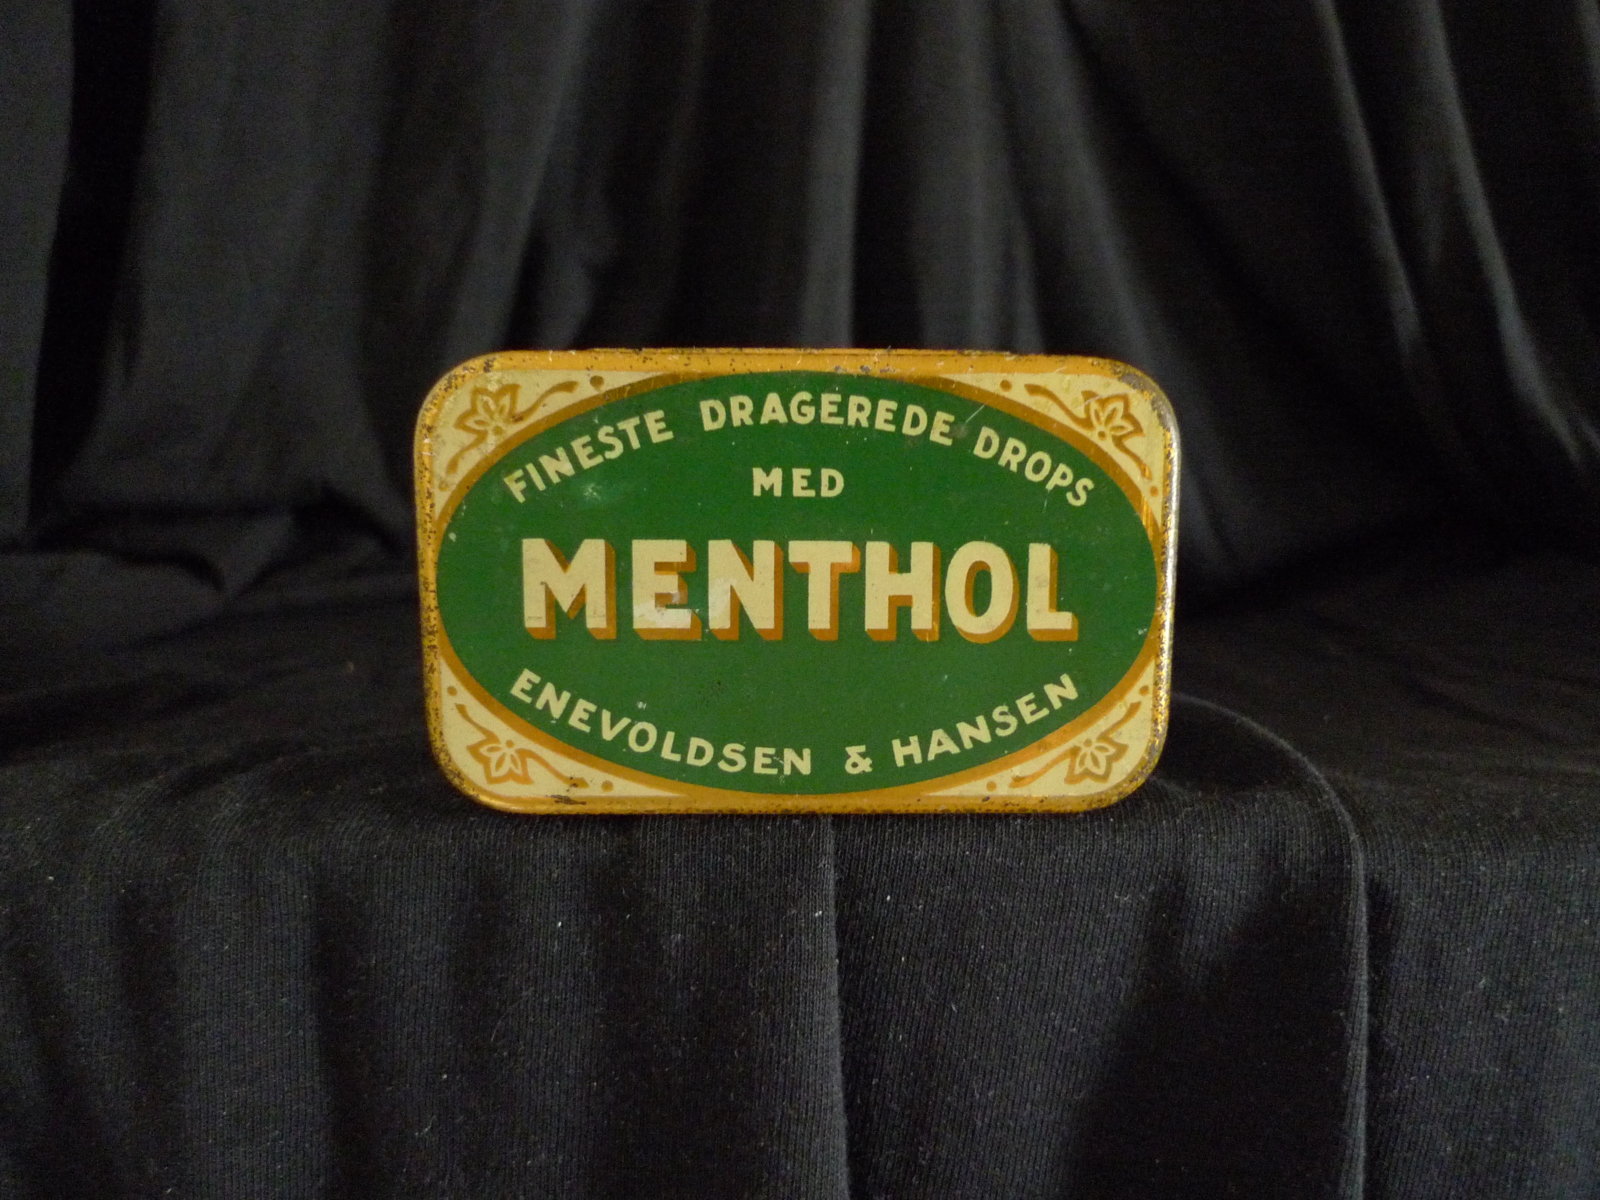 FINESTE DRAGEREDE DROPS
MED
MENTHOL
ENEVOLDSEN & HANSEN